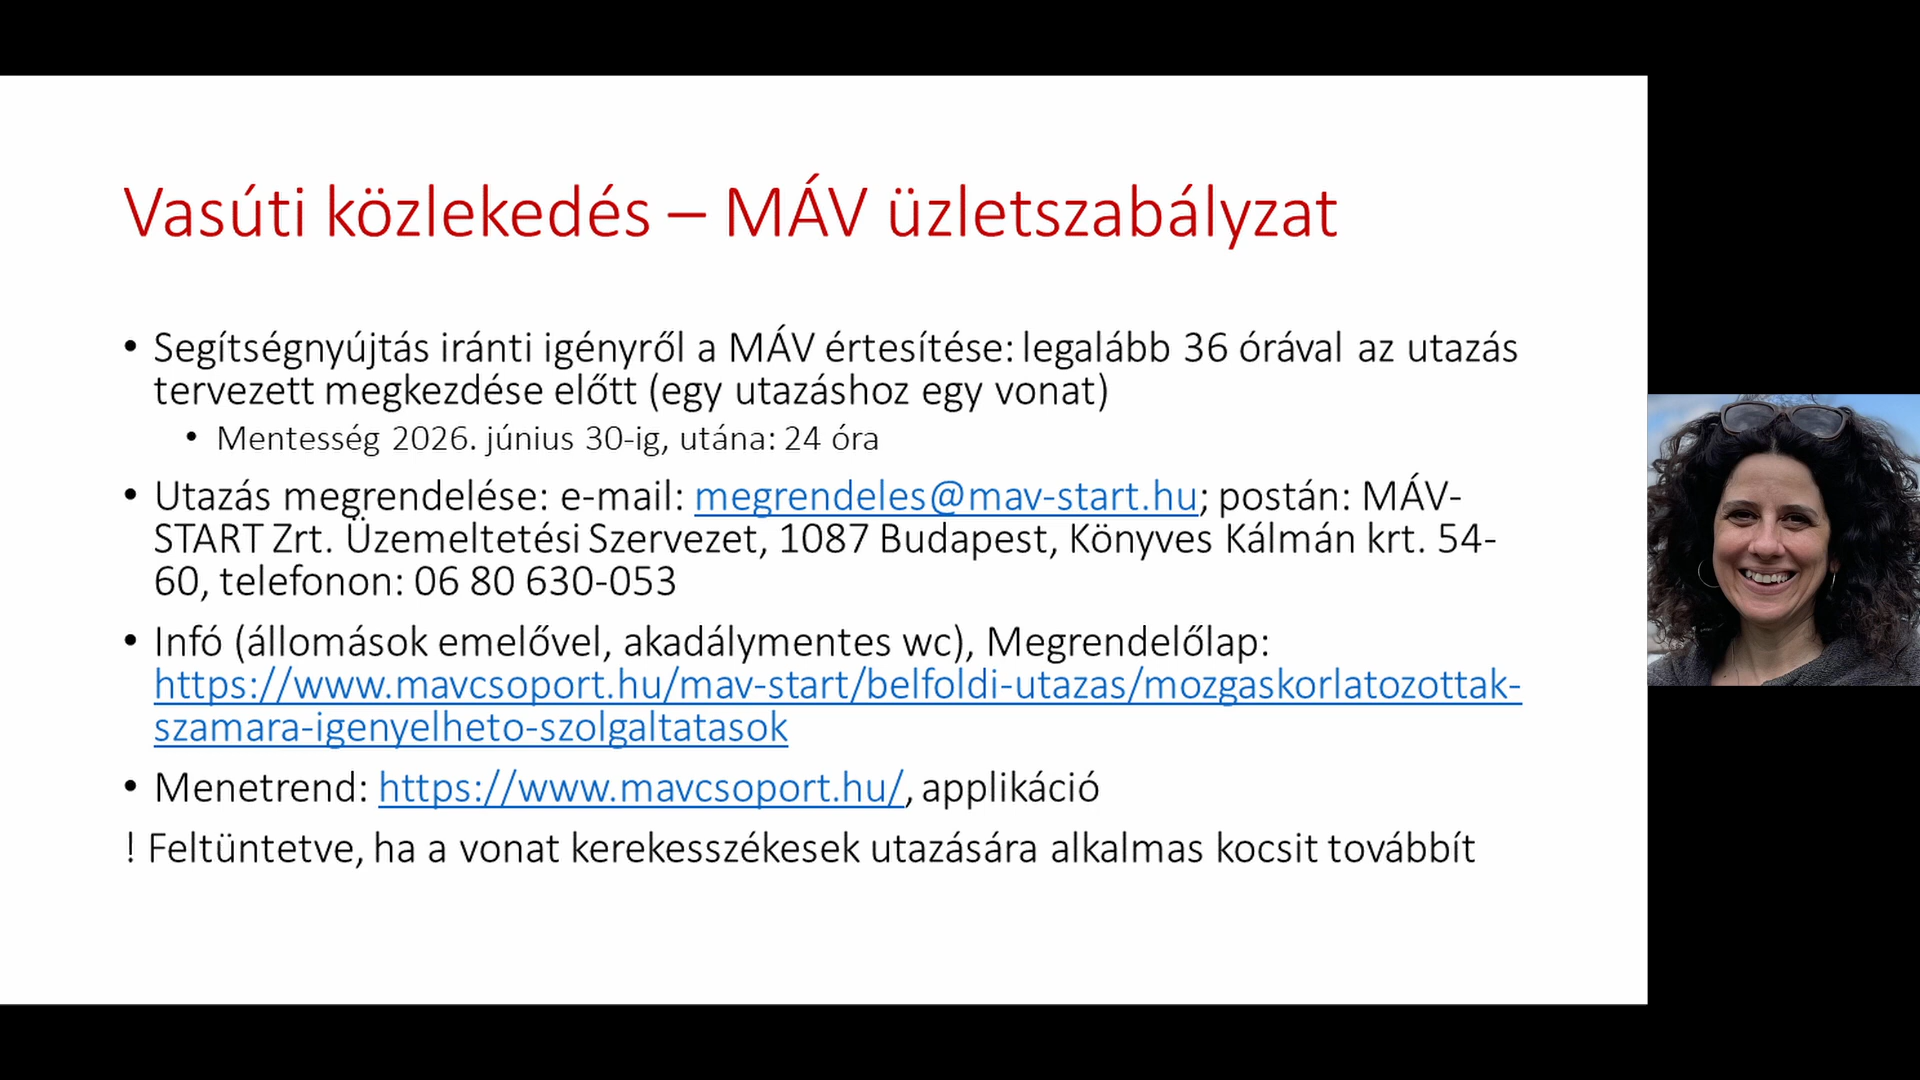 Vasúti közlekedés – MÁV üzletszabályzat
• Segítségnyújtás iránti igényről a MÁV értesítése: legalább 36 órával az utazás
tervezett megkezdése előtt (egy utazáshoz egy vonat)
• Mentesség 2026. június 30-ig, utána: 24 óra
• Utazás megrendelése: e-mail: megrendeles@mav-start.hu; postán: MÁV-
START Zrt. Üzemeltetési Szervezet, 1087 Budapest, Könyves Kálmán krt. 54-
60, telefonon: 06 80 630-053
• Infó (állomások emelővel, akadálymentes wc), Megrendelőlap:
https://www.mavcsoport.hu/mav-start/belfoldi-utazas/mozgaskorlatozottak-
szamara-igenyelheto-szolgaltatasok
• Menetrend: https://www.mavcsoport.hu/, applikáció
! Feltüntetve, ha a vonat kerekesszékesek utazására alkalmas kocsit továbbít